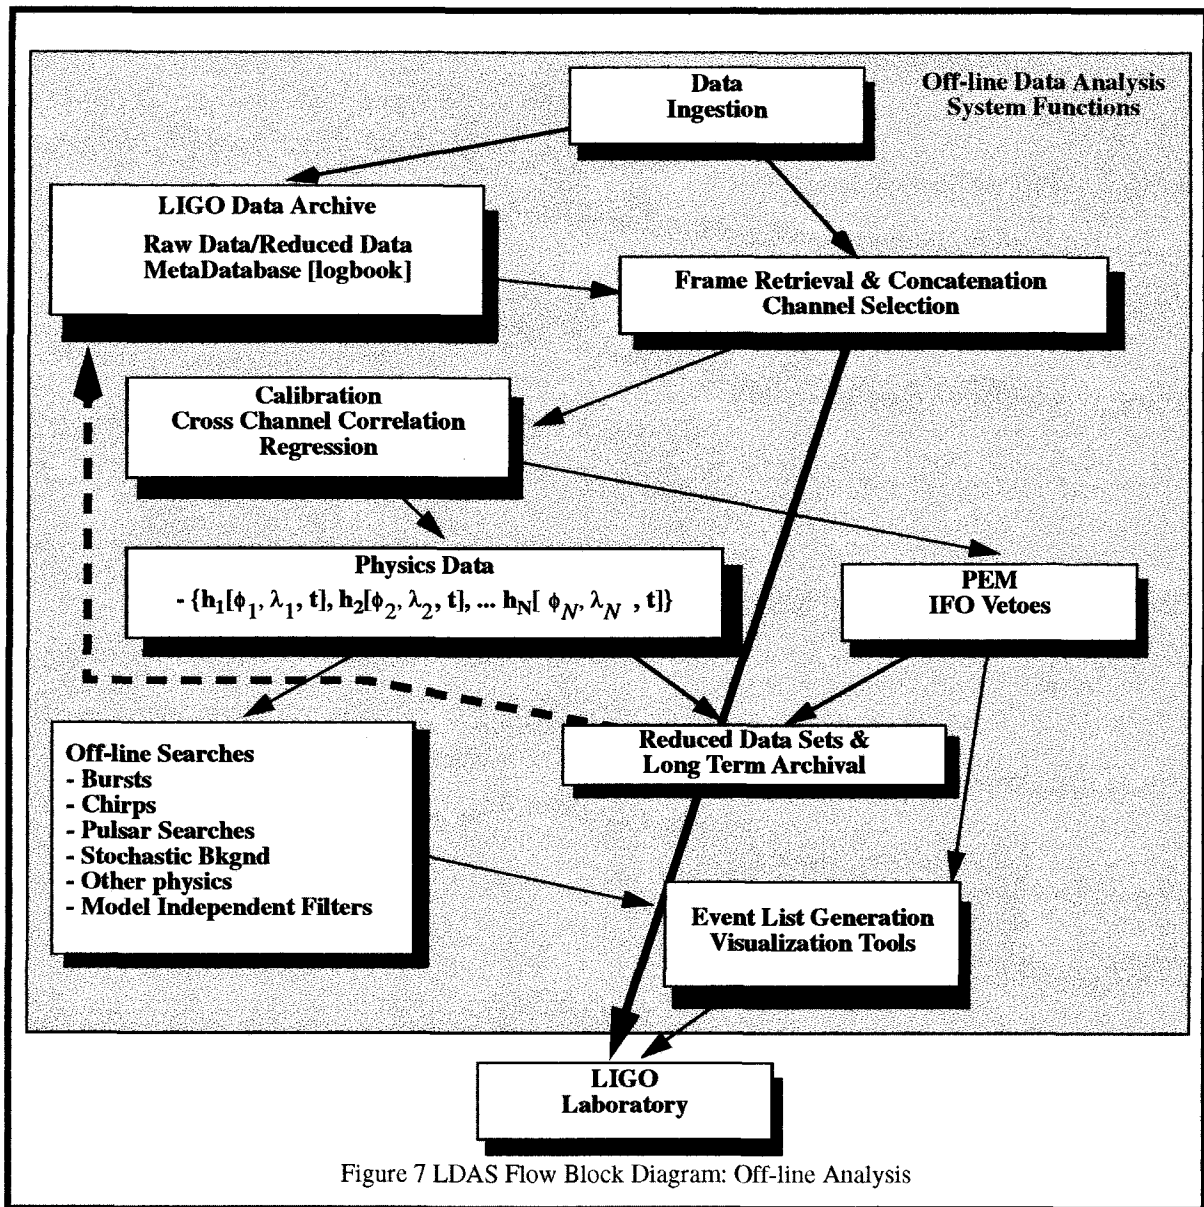 Off-line Data Analysis
System Functions
Data
Ingestion
LIGO Data Archive
Raw Data/Reduced Data
MetaDatabase [logbook]
Frame Retrieval & Concatenation
Channel Selection
Calibration
Cross Channel Correlation
Regression
Physics Data
- {h1[ϕ1, λ1, t], h2[ϕ2, λ2, t], ... hN[ ϕN, λN , t]}
PEM
IFO Vetoes
Off-line Searches
- Bursts
- Chirps
- Pulsar Searches
- Stochastic Bkgnd
- Other physics
- Model Independent Filters
Reduced Data Sets &
Long Term Archival
Event List Generation
Visualization Tools
LIGO
Laboratory
Figure 7 LDAS Flow Block Diagram: Off-line Analysis